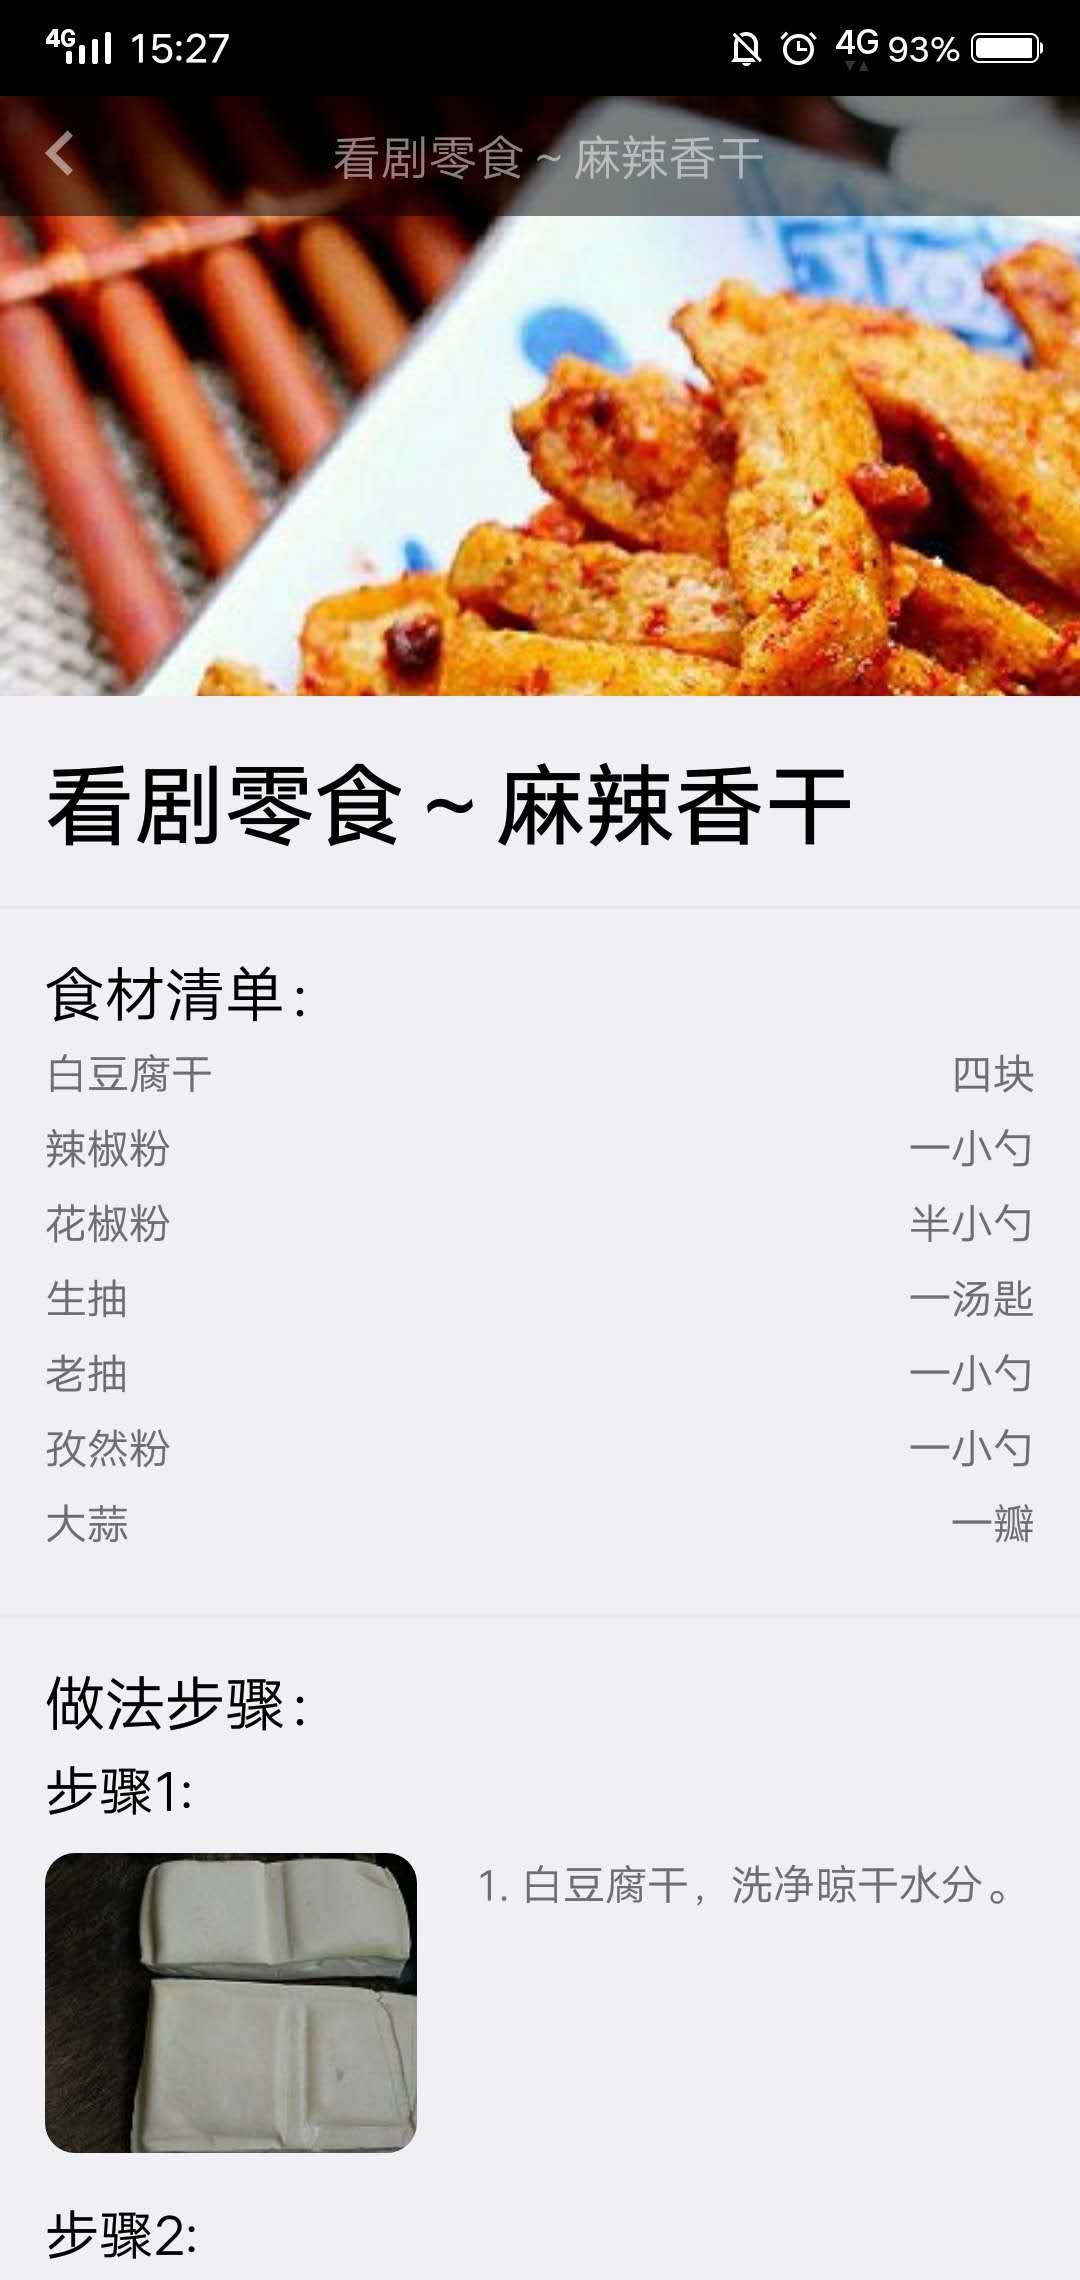 4G 15:27 4G 93%
看剧零食 ~ 麻辣香干
看剧零食 ~ 麻辣香干
食材清单：
白豆腐干 四块
辣椒粉 一小勺
花椒粉 半小勺
生抽 一汤匙
老抽 一小勺
孜然粉 一小勺
大蒜 一瓣
做法步骤：
步骤1:
1. 白豆腐干，洗净晾干水分。
步骤2: